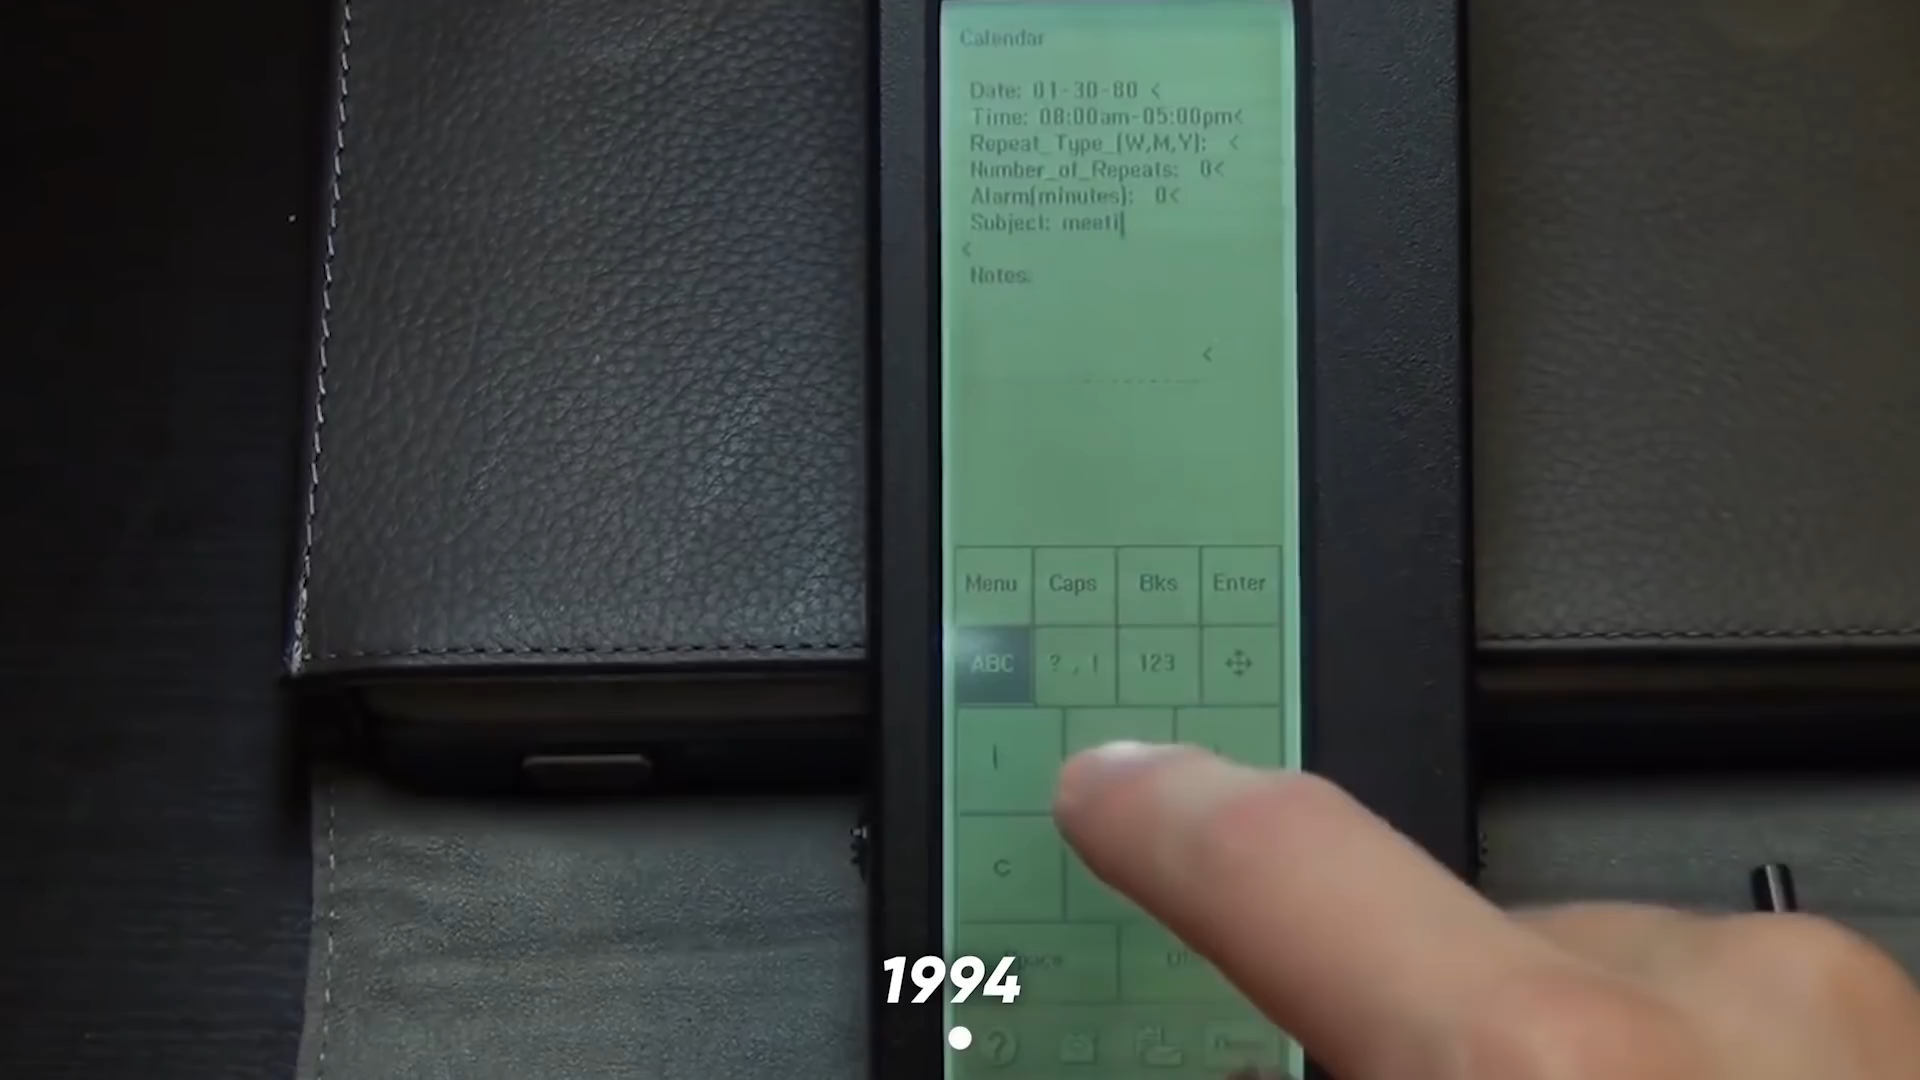 Calendar
Date: 01-30-80 <
Time: 08:00am-05:00pm<
Repeat_Type_(W,M,Y): <
Number_of_Repeats: 0<
Alarm(minutes): 0<
Subject: meeti
<
Notes:
<
Menu Caps Bks Enter
ABC ? , ! 123
C
1994
?